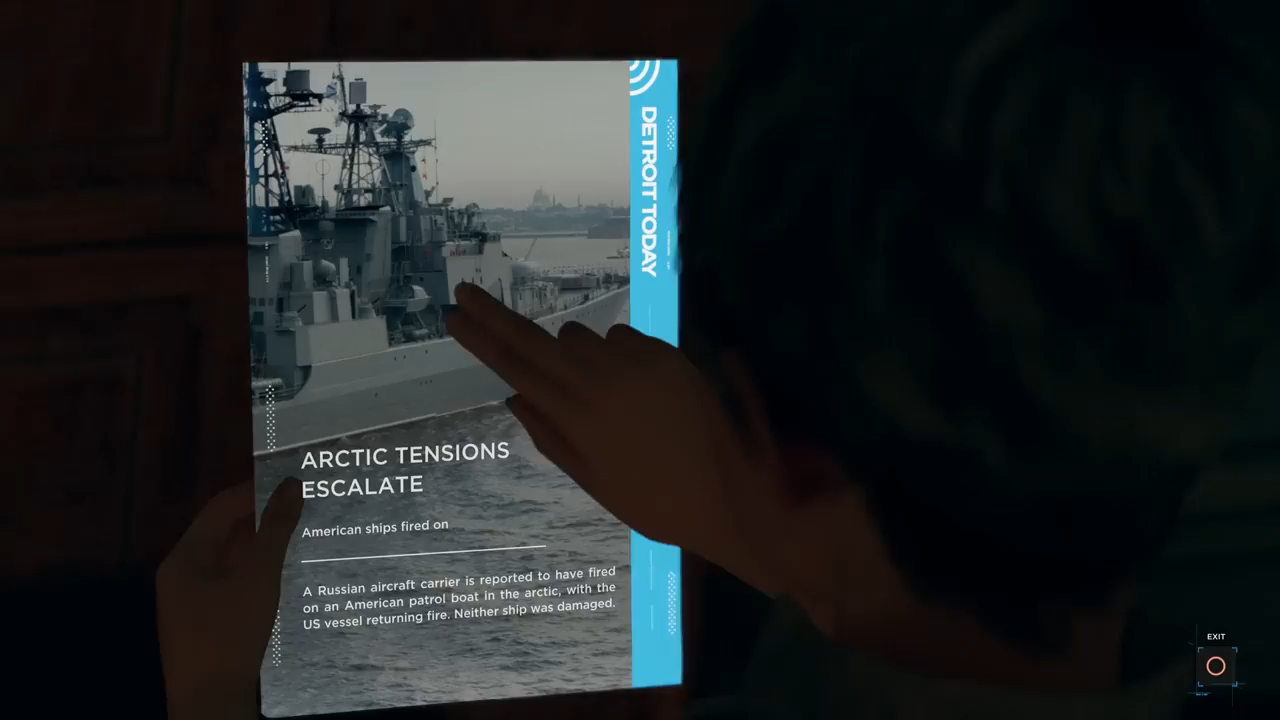 DETROIT TODAY
ARCTIC TENSIONS
ESCALATE
American ships fired on
A Russian aircraft carrier is reported to have fired
on an American patrol boat in the arctic, with the
US vessel returning fire. Neither ship was damaged.
EXIT